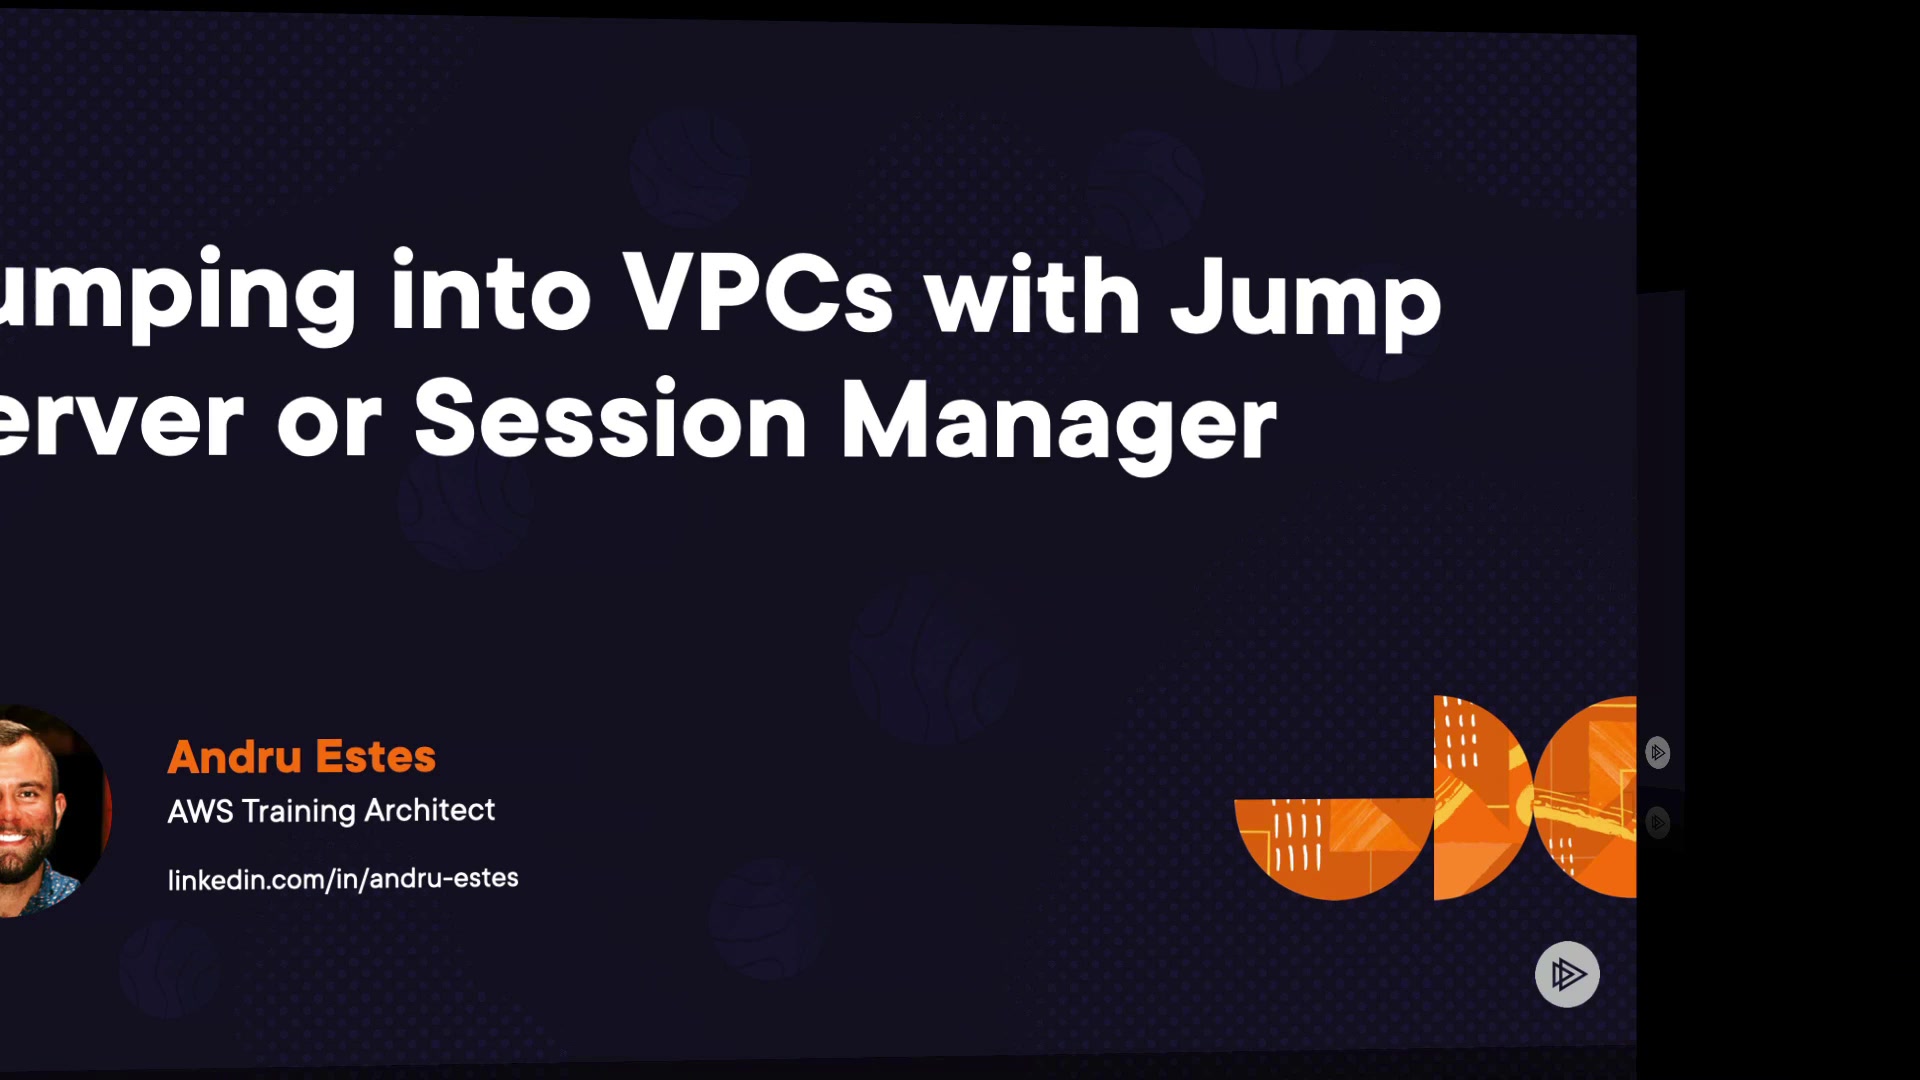 umping into VPCs with Jump
erver or Session Manager
Andru Estes
AWS Training Architect
linkedin.com/in/andru-estes